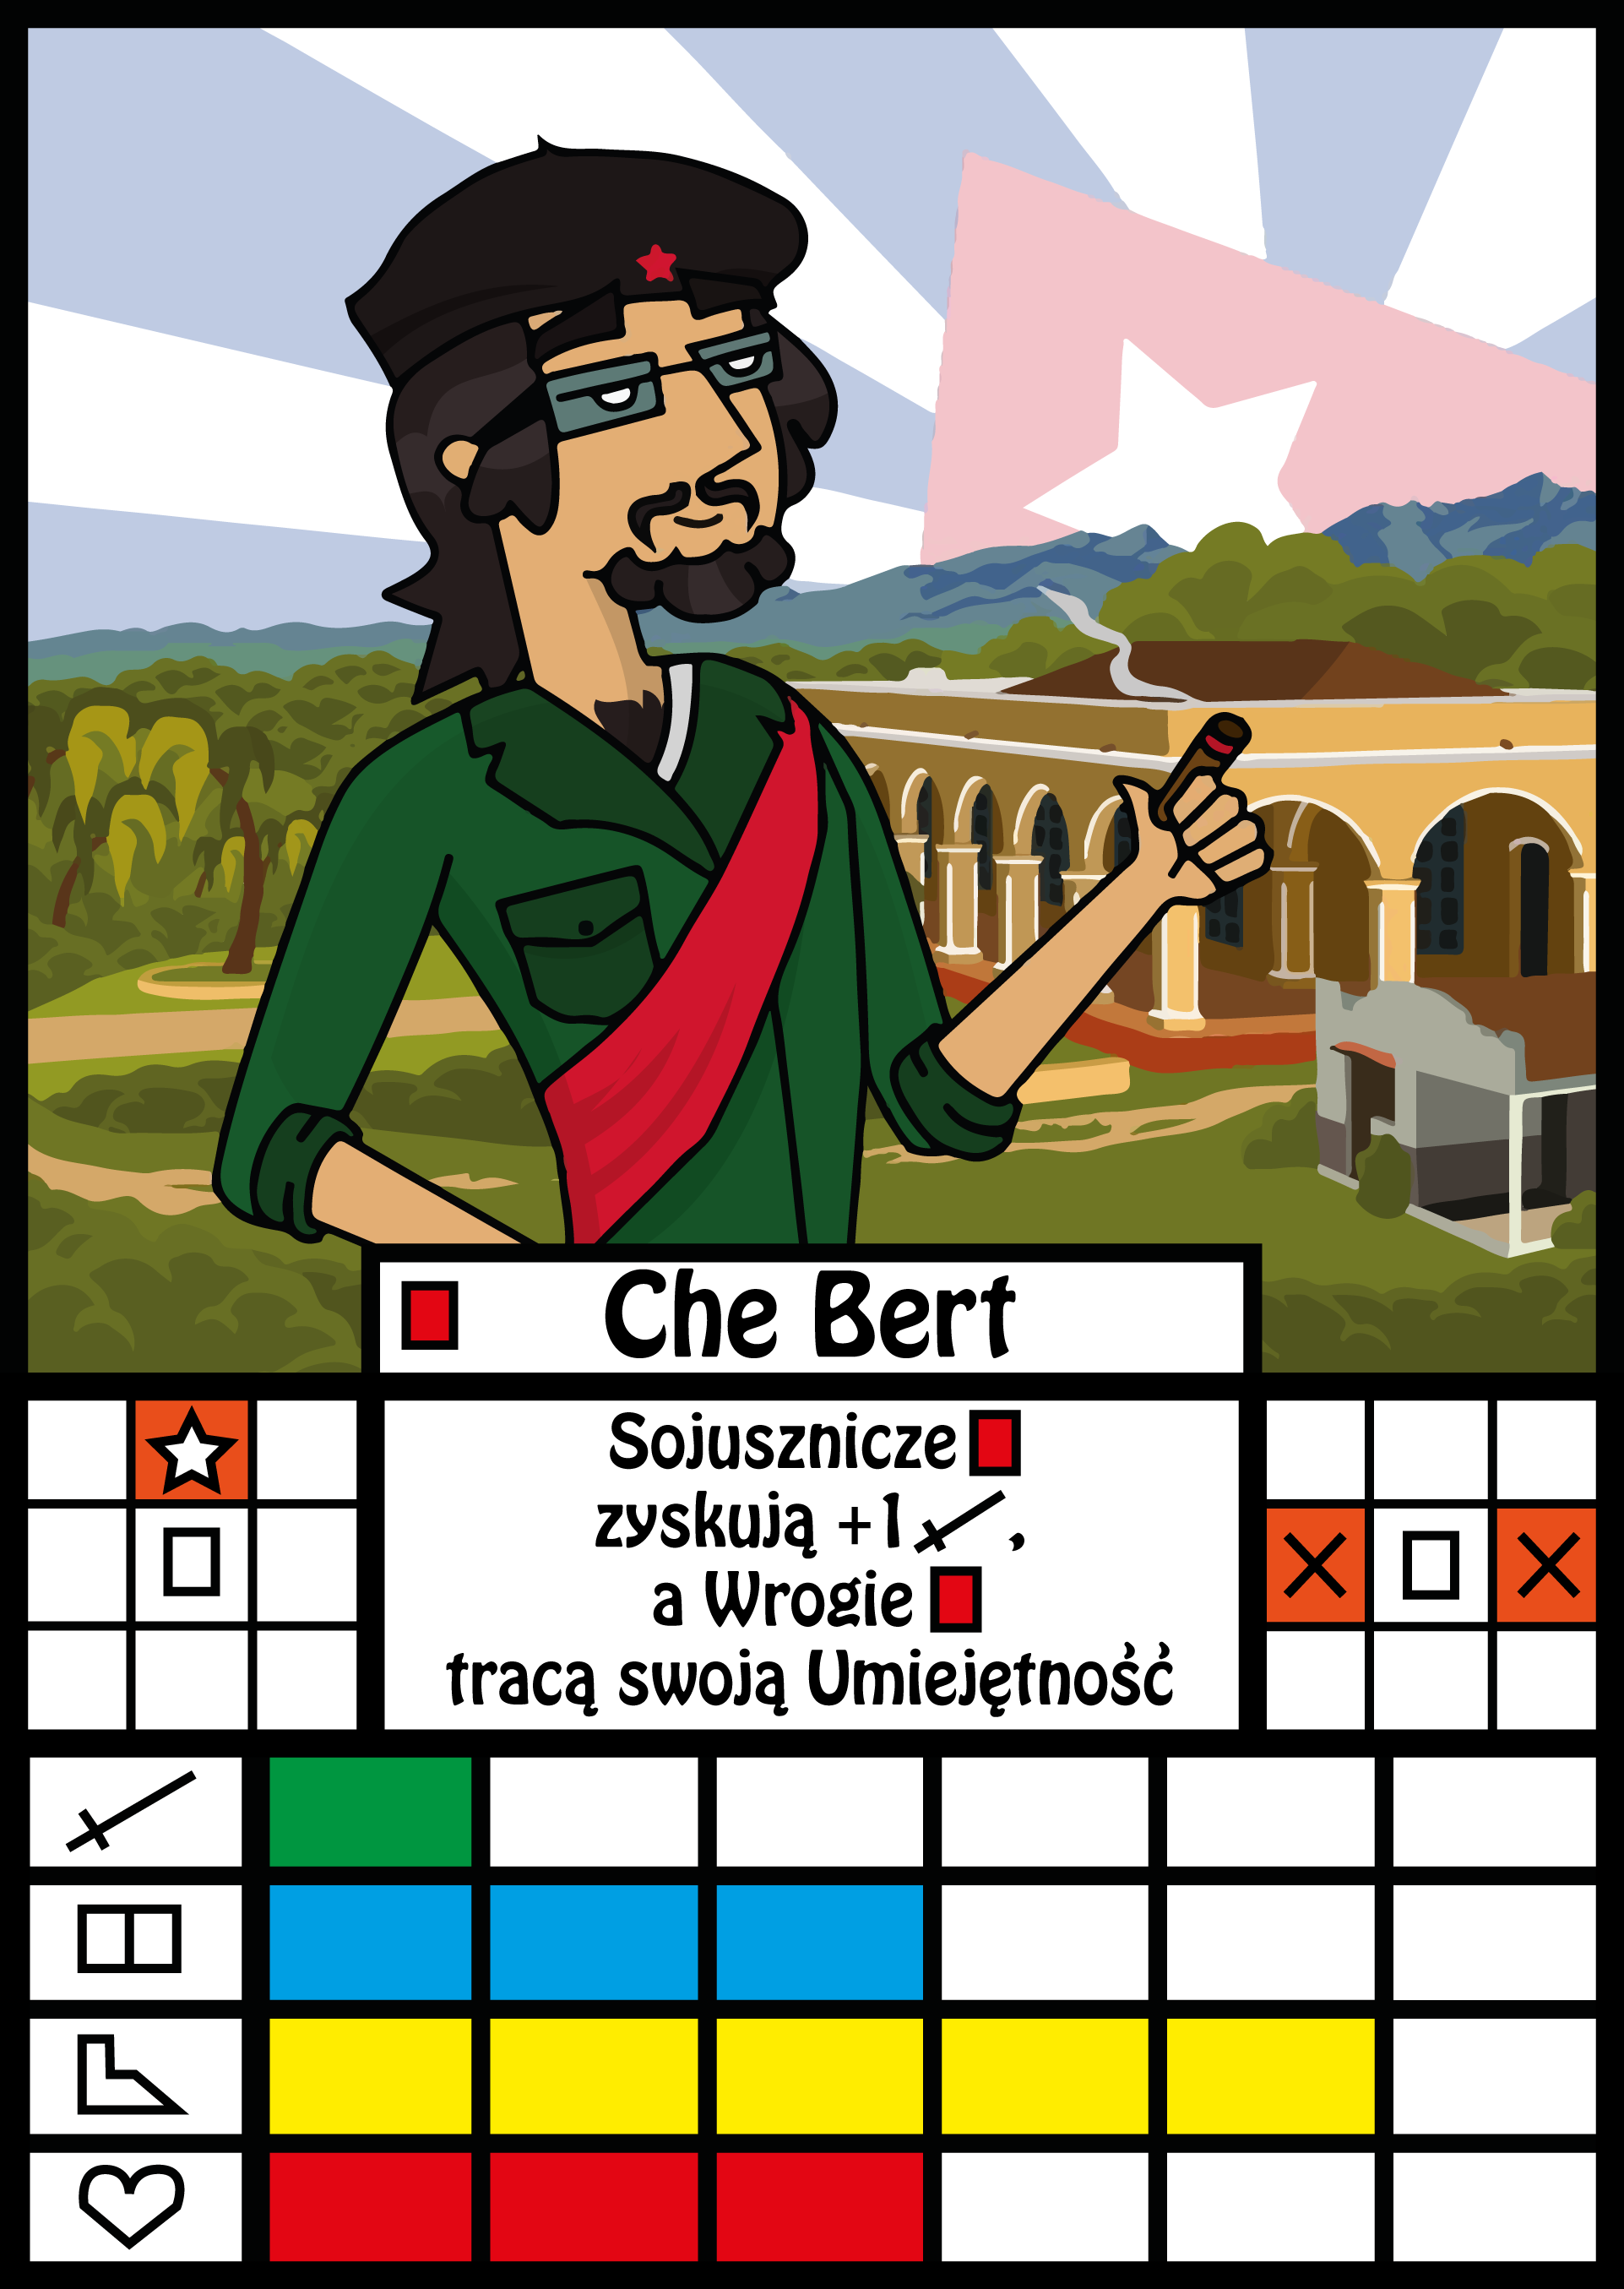 Che Bert
Sojusznicze
zyskują +1 ,
a Wrogie
tracą swoją Umiejętność